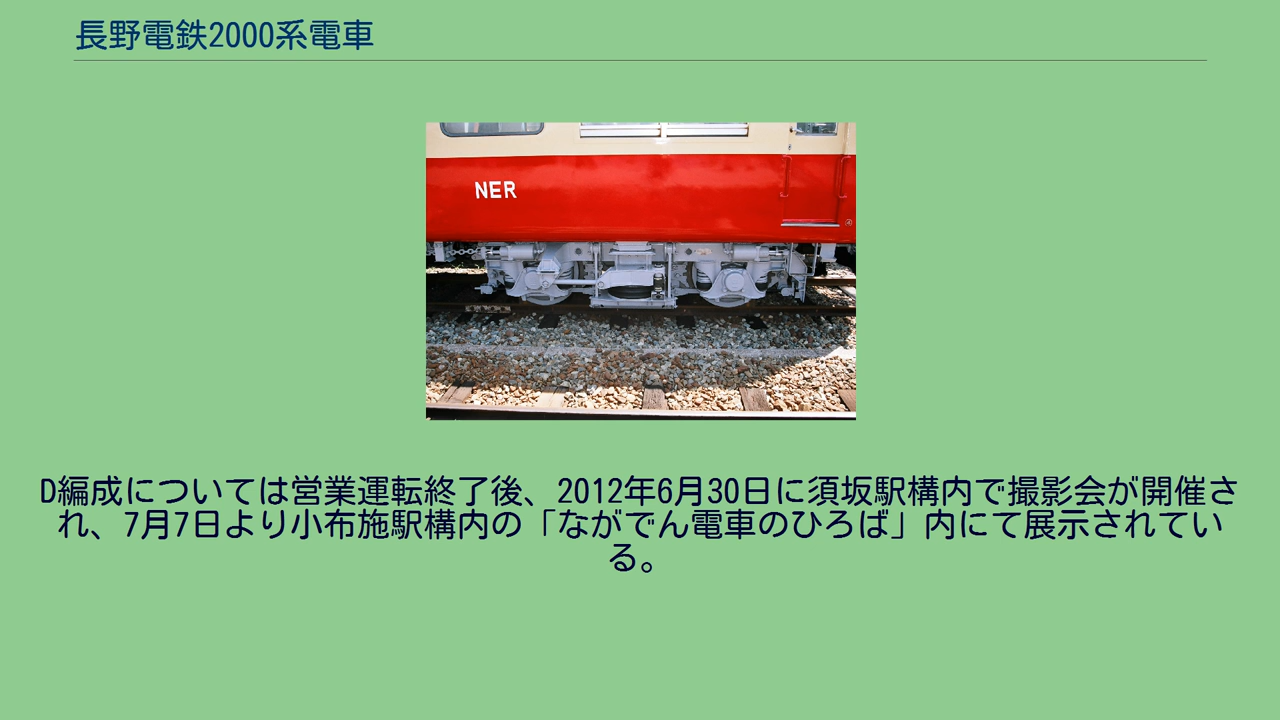 長野電鉄2000系電車
NER
D編成については営業運転終了後、2012年6月30日に須坂駅構内で撮影会が開催さ
れ、7月7日より小布施駅構内の「ながでん電車のひろば」内にて展示されてい
る。